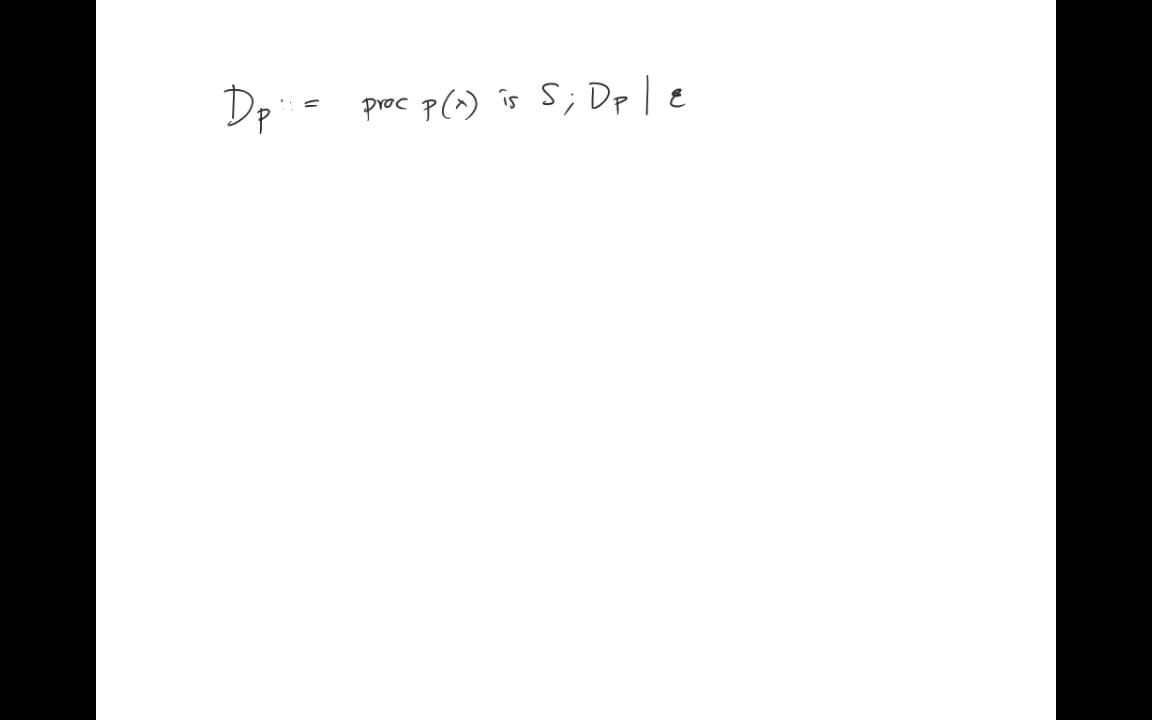 Dₚ ::= proc p(x) is S; Dₚ | ε